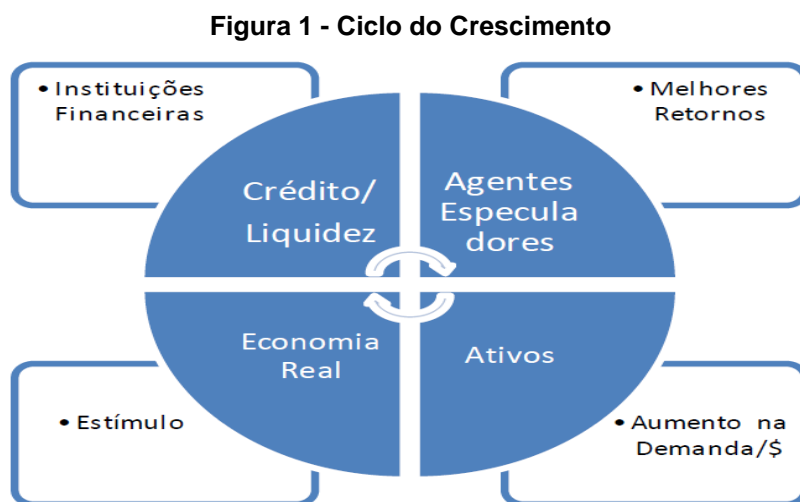 Figura 1 - Ciclo do Crescimento
• Instituições
Financeiras
• Melhores
Retornos
Crédito/
Liquidez
Agentes
Especula
dores
Economia
Real
Ativos
• Estímulo
• Aumento na
Demanda/$